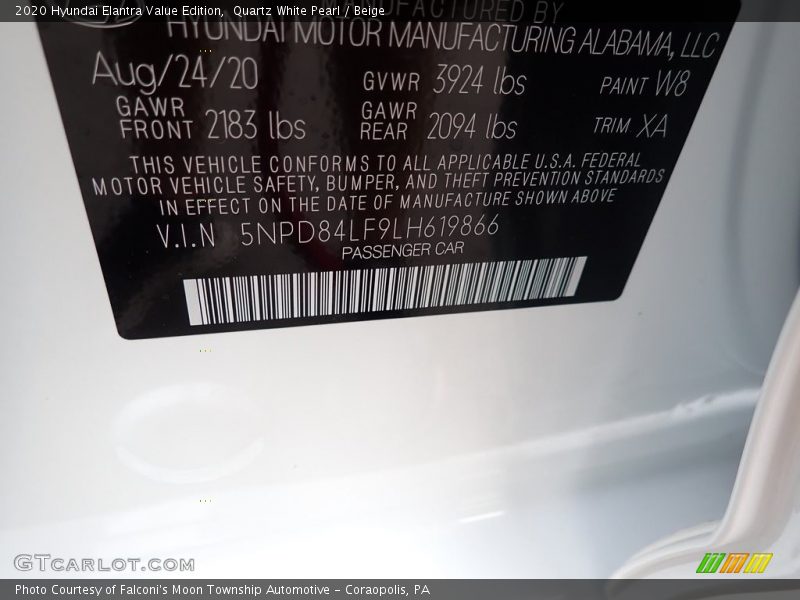 2020 Hyundai Elantra Value Edition, Quartz White Pearl / Beige
MANUFACTURED BY
HYUNDAI MOTOR MANUFACTURING ALABAMA, LLC
Aug/24/20 GVWR 3924 lbs PAINT W8
GAWR FRONT 2183 lbs GAWR REAR 2094 lbs TRIM XA
THIS VEHICLE CONFORMS TO ALL APPLICABLE U.S.A. FEDERAL
MOTOR VEHICLE SAFETY, BUMPER, AND THEFT PREVENTION STANDARDS
IN EFFECT ON THE DATE OF MANUFACTURE SHOWN ABOVE
V.I.N 5NPD84LF9LH619866
PASSENGER CAR
GTCARLOT.COM
Photo Courtesy of Falconi's Moon Township Automotive - Coraopolis, PA